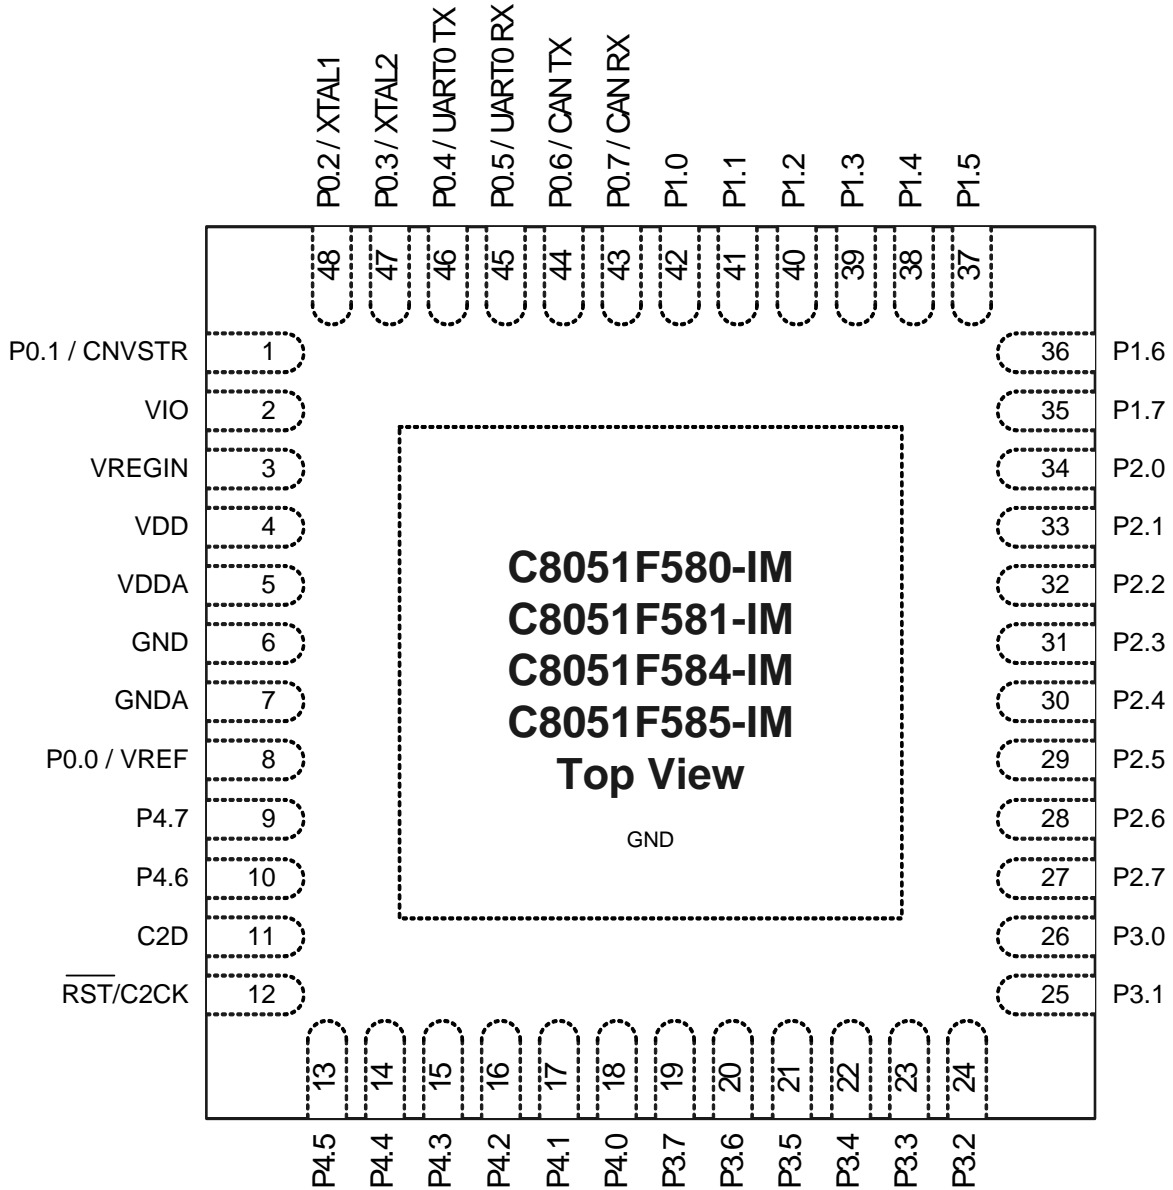 P0.2 / XTAL1
P0.3 / XTAL2
P0.4 / UART0 TX
P0.5 / UART0 RX
P0.6 / CAN TX
P0.7 / CAN RX
P1.0
P1.1
P1.2
P1.3
P1.4
P1.5
48
47
46
45
44
43
42
41
40
39
38
37
P0.1 / CNVSTR 1
VIO 2
VREGIN 3
VDD 4
VDDA 5
GND 6
GNDA 7
P0.0 / VREF 8
P4.7 9
P4.6 10
C2D 11
RST/C2CK 12
C8051F580-IM
C8051F581-IM
C8051F584-IM
C8051F585-IM
Top View
GND
36 P1.6
35 P1.7
34 P2.0
33 P2.1
32 P2.2
31 P2.3
30 P2.4
29 P2.5
28 P2.6
27 P2.7
26 P3.0
25 P3.1
13
14
15
16
17
18
19
20
21
22
23
24
P4.5
P4.4
P4.3
P4.2
P4.1
P4.0
P3.7
P3.6
P3.5
P3.4
P3.3
P3.2